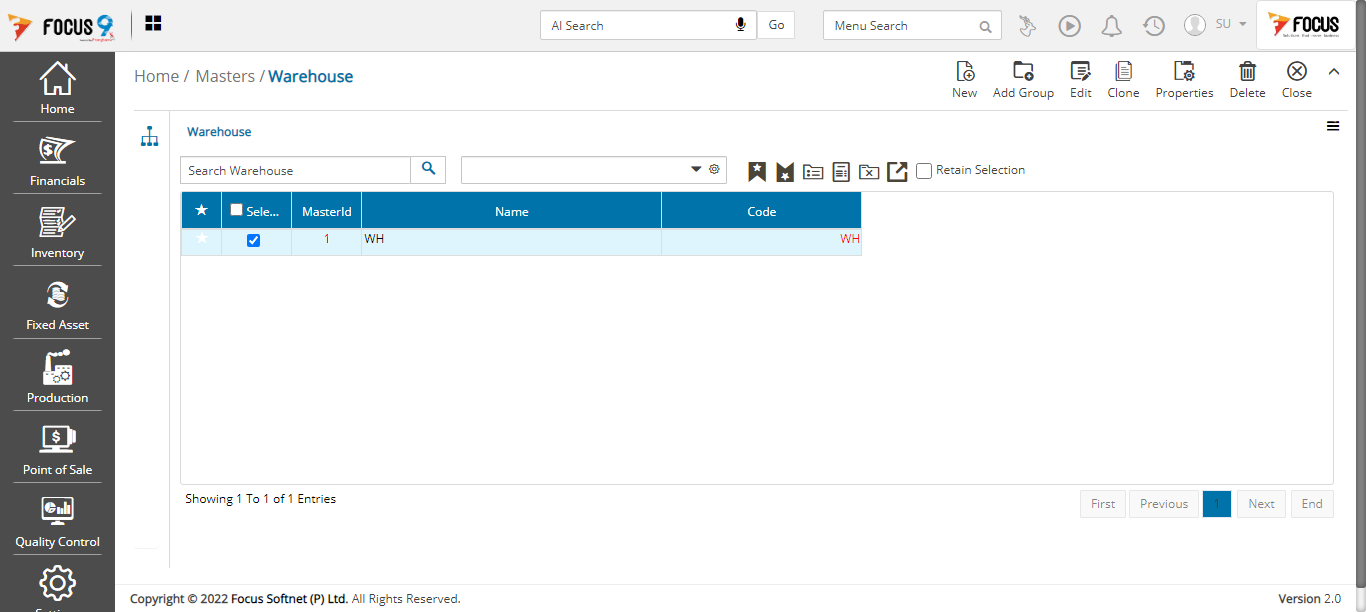 FOCUS 9
AI Search
Go
Menu Search
SU
FOCUS
Home
Financials
Inventory
Fixed Asset
Production
Point of Sale
Quality Control
Home / Masters / Warehouse
New
Add Group
Edit
Clone
Properties
Delete
Close
Warehouse
Search Warehouse
Retain Selection
Sele... MasterId Name Code
1 WH WH
Showing 1 To 1 of 1 Entries
First Previous 1 Next End
Copyright © 2022 Focus Softnet (P) Ltd. All Rights Reserved.
Version 2.0